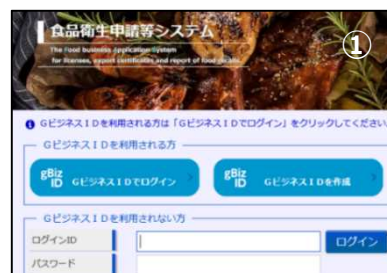 食品衛生申請等システム
The food business application system
for licenses, export certificates and report of food recalls
①
GビジネスIDを利用される方は「GビジネスIDでログイン」をクリックしてください
GビジネスIDを利用される方
gBiz ID GビジネスIDでログイン
gBiz ID GビジネスIDを作成
GビジネスIDを利用されない方
ログインID
ログイン
パスワード